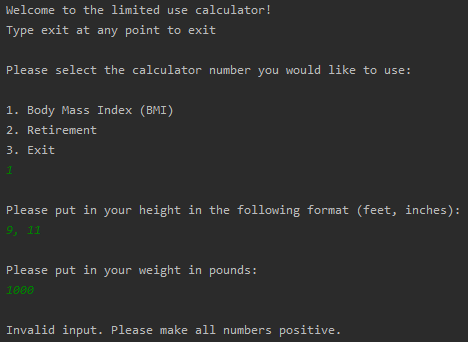 Welcome to the limited use calculator!
Type exit at any point to exit
Please select the calculator number you would like to use:
1. Body Mass Index (BMI)
2. Retirement
3. Exit
1
Please put in your height in the following format (feet, inches):
9, 11
Please put in your weight in pounds:
1000
Invalid input. Please make all numbers positive.